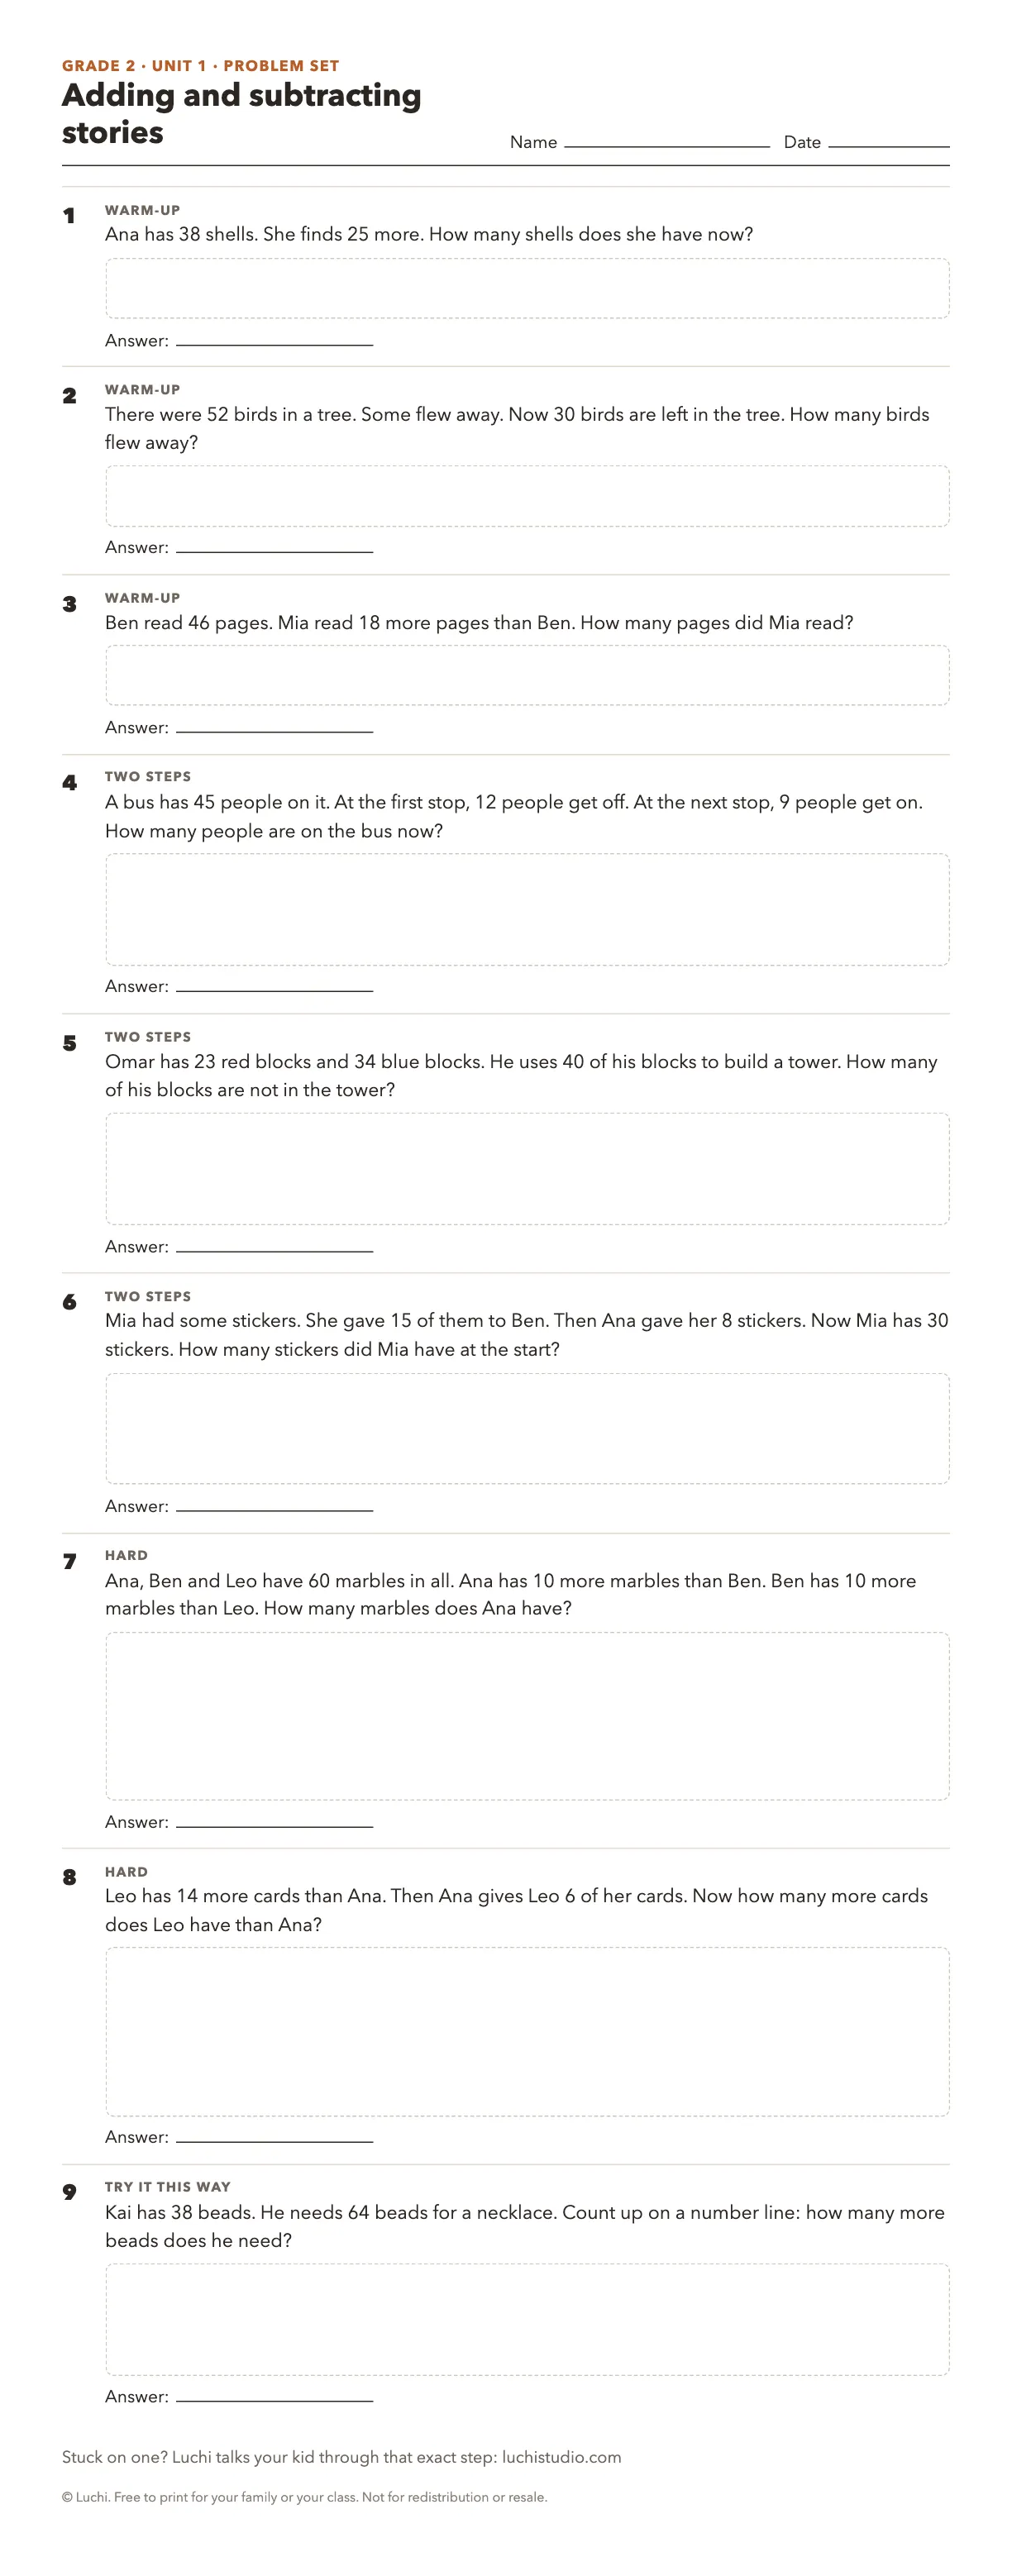 GRADE 2 · UNIT 1 · PROBLEM SET
Adding and subtracting
stories
Name Date
1
WARM-UP
Ana has 38 shells. She finds 25 more. How many shells does she have now?
Answer:
2
WARM-UP
There were 52 birds in a tree. Some flew away. Now 30 birds are left in the tree. How many birds
flew away?
Answer:
3
WARM-UP
Ben read 46 pages. Mia read 18 more pages than Ben. How many pages did Mia read?
Answer:
4
TWO STEPS
A bus has 45 people on it. At the first stop, 12 people get off. At the next stop, 9 people get on.
How many people are on the bus now?
Answer:
5
TWO STEPS
Omar has 23 red blocks and 34 blue blocks. He uses 40 of his blocks to build a tower. How many
of his blocks are not in the tower?
Answer:
6
TWO STEPS
Mia had some stickers. She gave 15 of them to Ben. Then Ana gave her 8 stickers. Now Mia has 30
stickers. How many stickers did Mia have at the start?
Answer:
7
HARD
Ana, Ben and Leo have 60 marbles in all. Ana has 10 more marbles than Ben. Ben has 10 more
marbles than Leo. How many marbles does Ana have?
Answer:
8
HARD
Leo has 14 more cards than Ana. Then Ana gives Leo 6 of her cards. Now how many more cards
does Leo have than Ana?
Answer:
9
TRY IT THIS WAY
Kai has 38 beads. He needs 64 beads for a necklace. Count up on a number line: how many more
beads does he need?
Answer:
Stuck on one? Luchi talks your kid through that exact step: luchistudio.com
© Luchi. Free to print for your family or your class. Not for redistribution or resale.